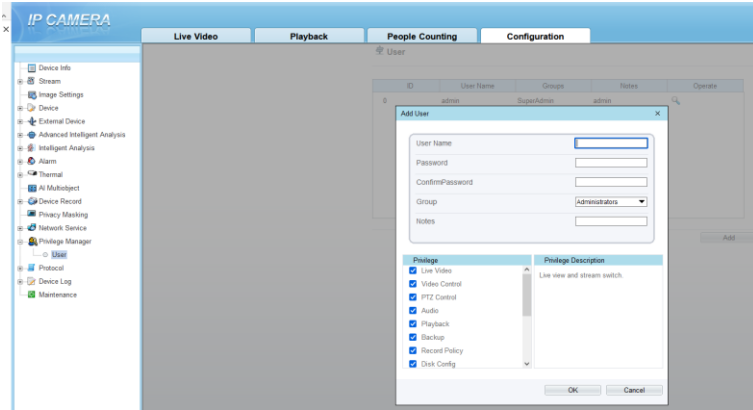 IP CAMERA
Live Video Playback People Counting Configuration
User
ID User Name Groups Notes Operate
0 admin SuperAdmin admin
Device Info
Stream
Image Settings
Device
External Device
Advanced Intelligent Analysis
Intelligent Analysis
Alarm
Thermal
AI Multiobject
Device Record
Privacy Masking
Network Service
Privilege Manager
User
Protocol
Device Log
Maintenance
Add User
User Name
Password
ConfirmPassword
Group Administrators
Notes
Privilege Privilege Description
Live Video
Live view and stream switch.
Video Control
PTZ Control
Audio
Playback
Backup
Record Policy
Disk Config
OK Cancel
Add